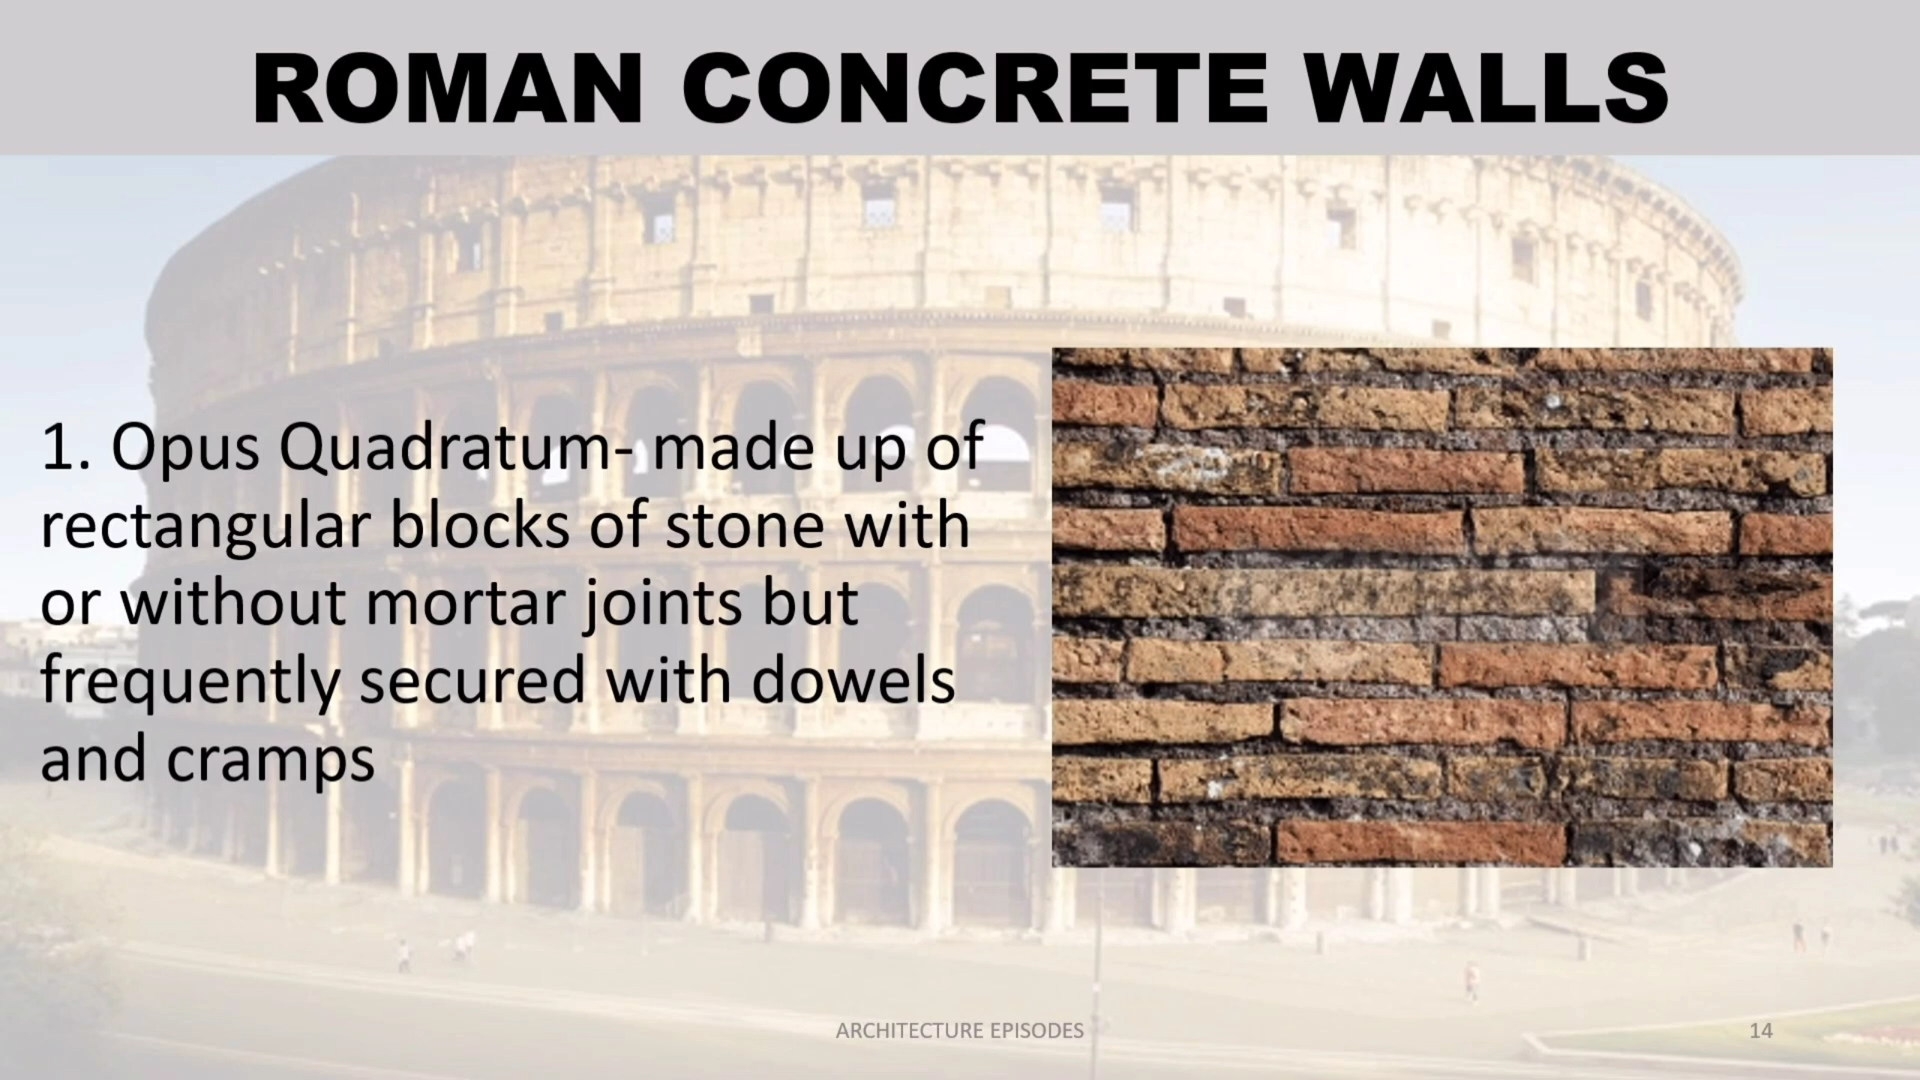 ROMAN CONCRETE WALLS
1. Opus Quadratum- made up of
rectangular blocks of stone with
or without mortar joints but
frequently secured with dowels
and cramps
ARCHITECTURE EPISODES
14